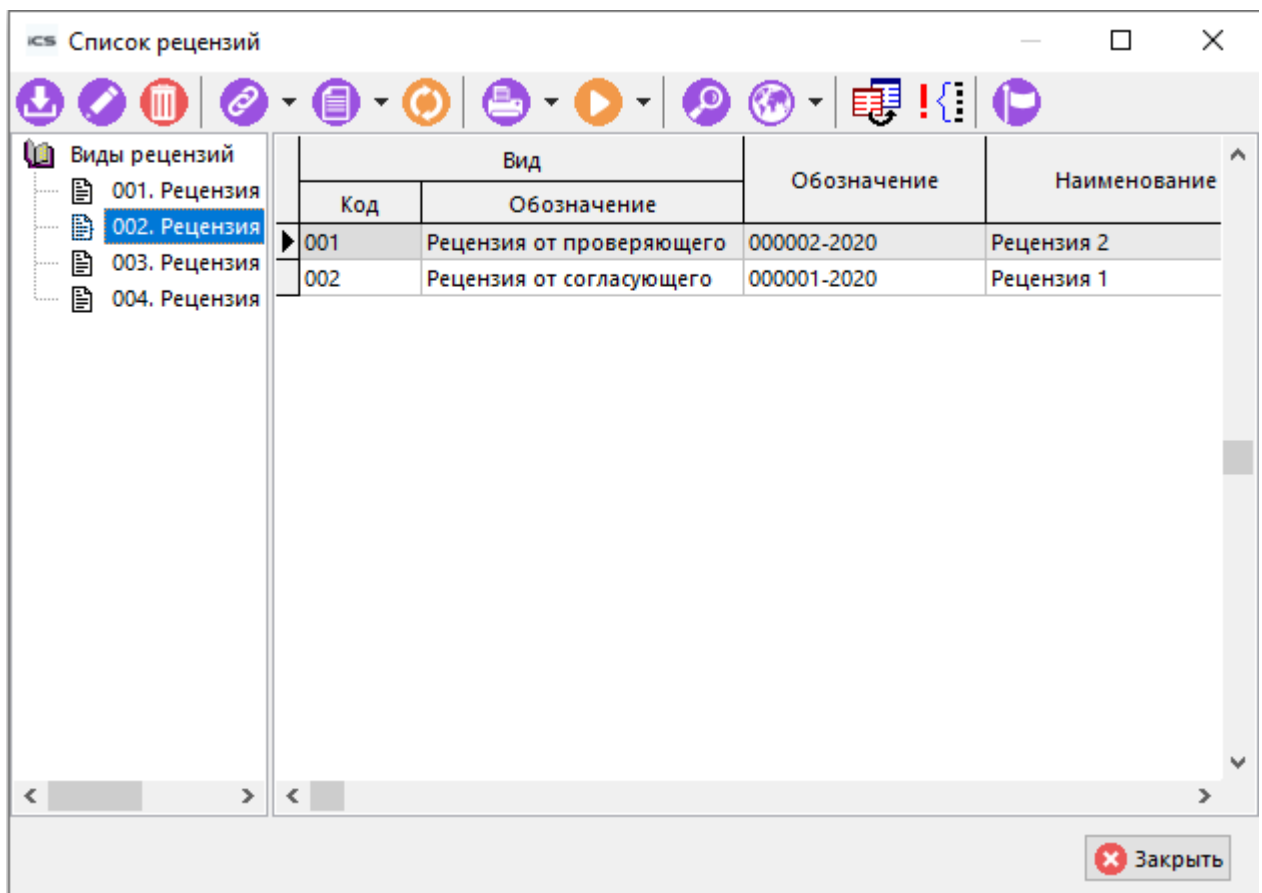 iCS Список рецензий
Виды рецензий
001. Рецензия
002. Рецензия
003. Рецензия
004. Рецензия
Вид Обозначение Наименование
Код Обозначение
001 Рецензия от проверяющего 000002-2020 Рецензия 2
002 Рецензия от согласующего 000001-2020 Рецензия 1
Закрыть